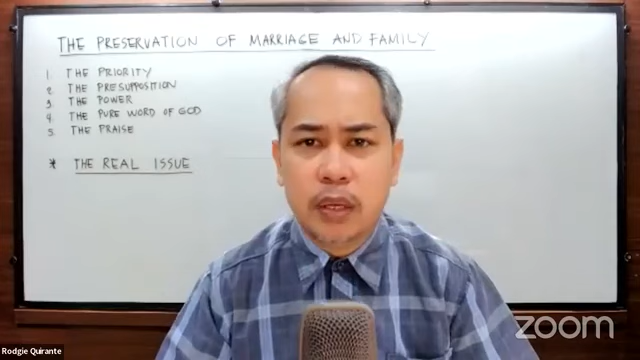 THE PRESERVATION OF MARRIAGE AND FAMILY
1. THE PRIORITY
2. THE PRESUPPOSITION
3. THE POWER
4. THE PURE WORD OF GOD
5. THE PRAISE
* THE REAL ISSUE
zoom
Rodgie Quirante